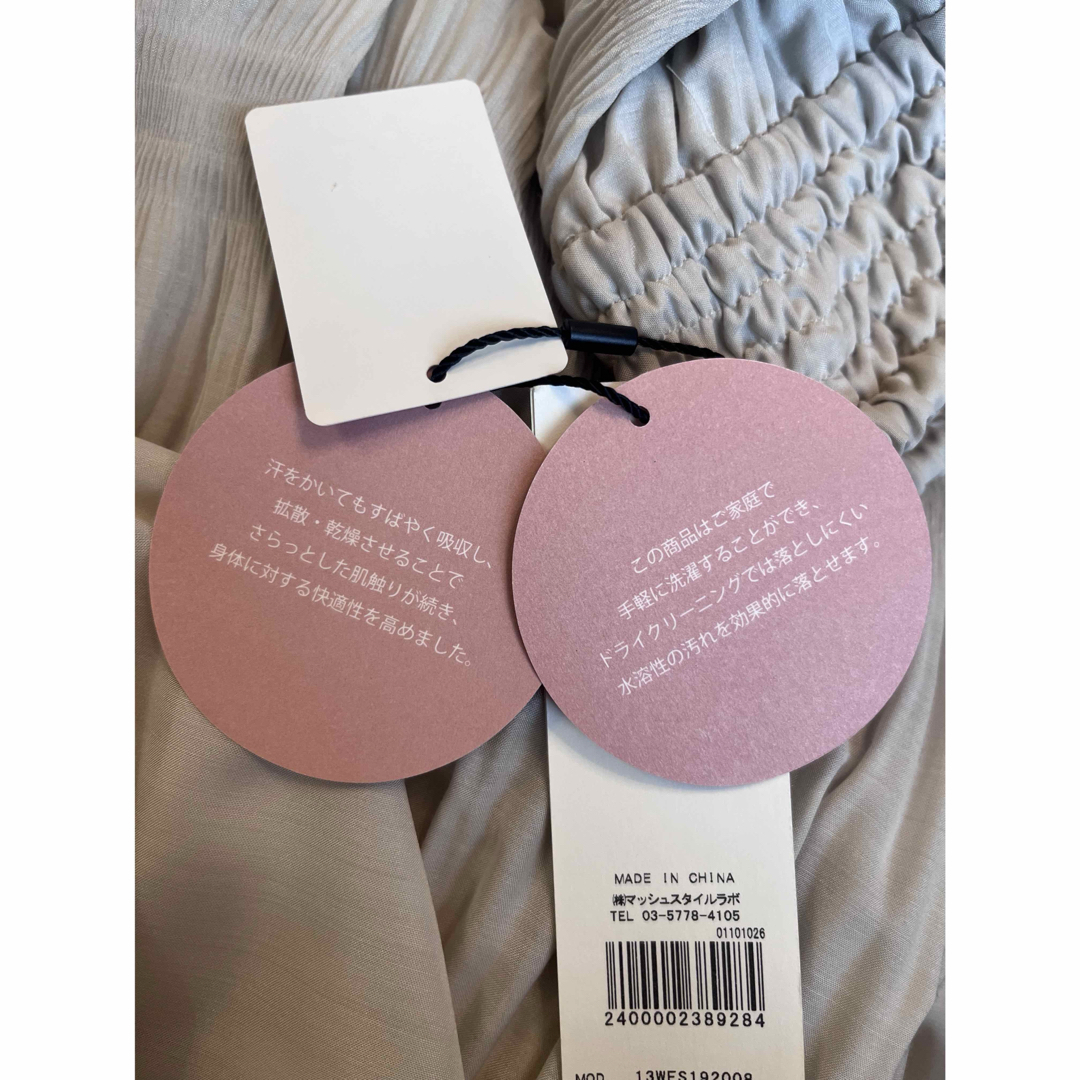 汗をかいてもすばやく吸収し、
拡散・乾燥させることで
さらっとした肌触りが続き、
身体に対する快適性を高めました。
この商品はご家庭で
手軽に洗濯することができ、
ドライクリーニングでは落としにくい
水溶性の汚れを効果的に落とせます。
MADE IN CHINA
㈱マッシュスタイルラボ
TEL 03-5778-4105
01101026
2400002389284
MOD 13WFS192008